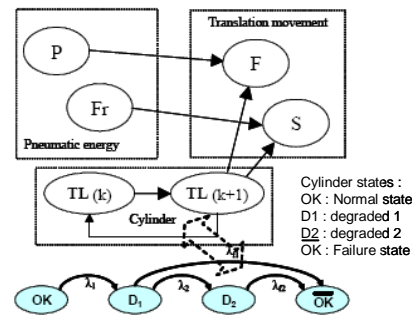 Translation movement
P
F
Fr
S
Pneumatic energy
TL (k)
TL (k+1)
Cylinder
λf1
Cylinder states :
OK : Normal state
D1 : degraded 1
D2 : degraded 2
OK : Failure state
OK
λ1
D1
λ2
D2
λf2
OK